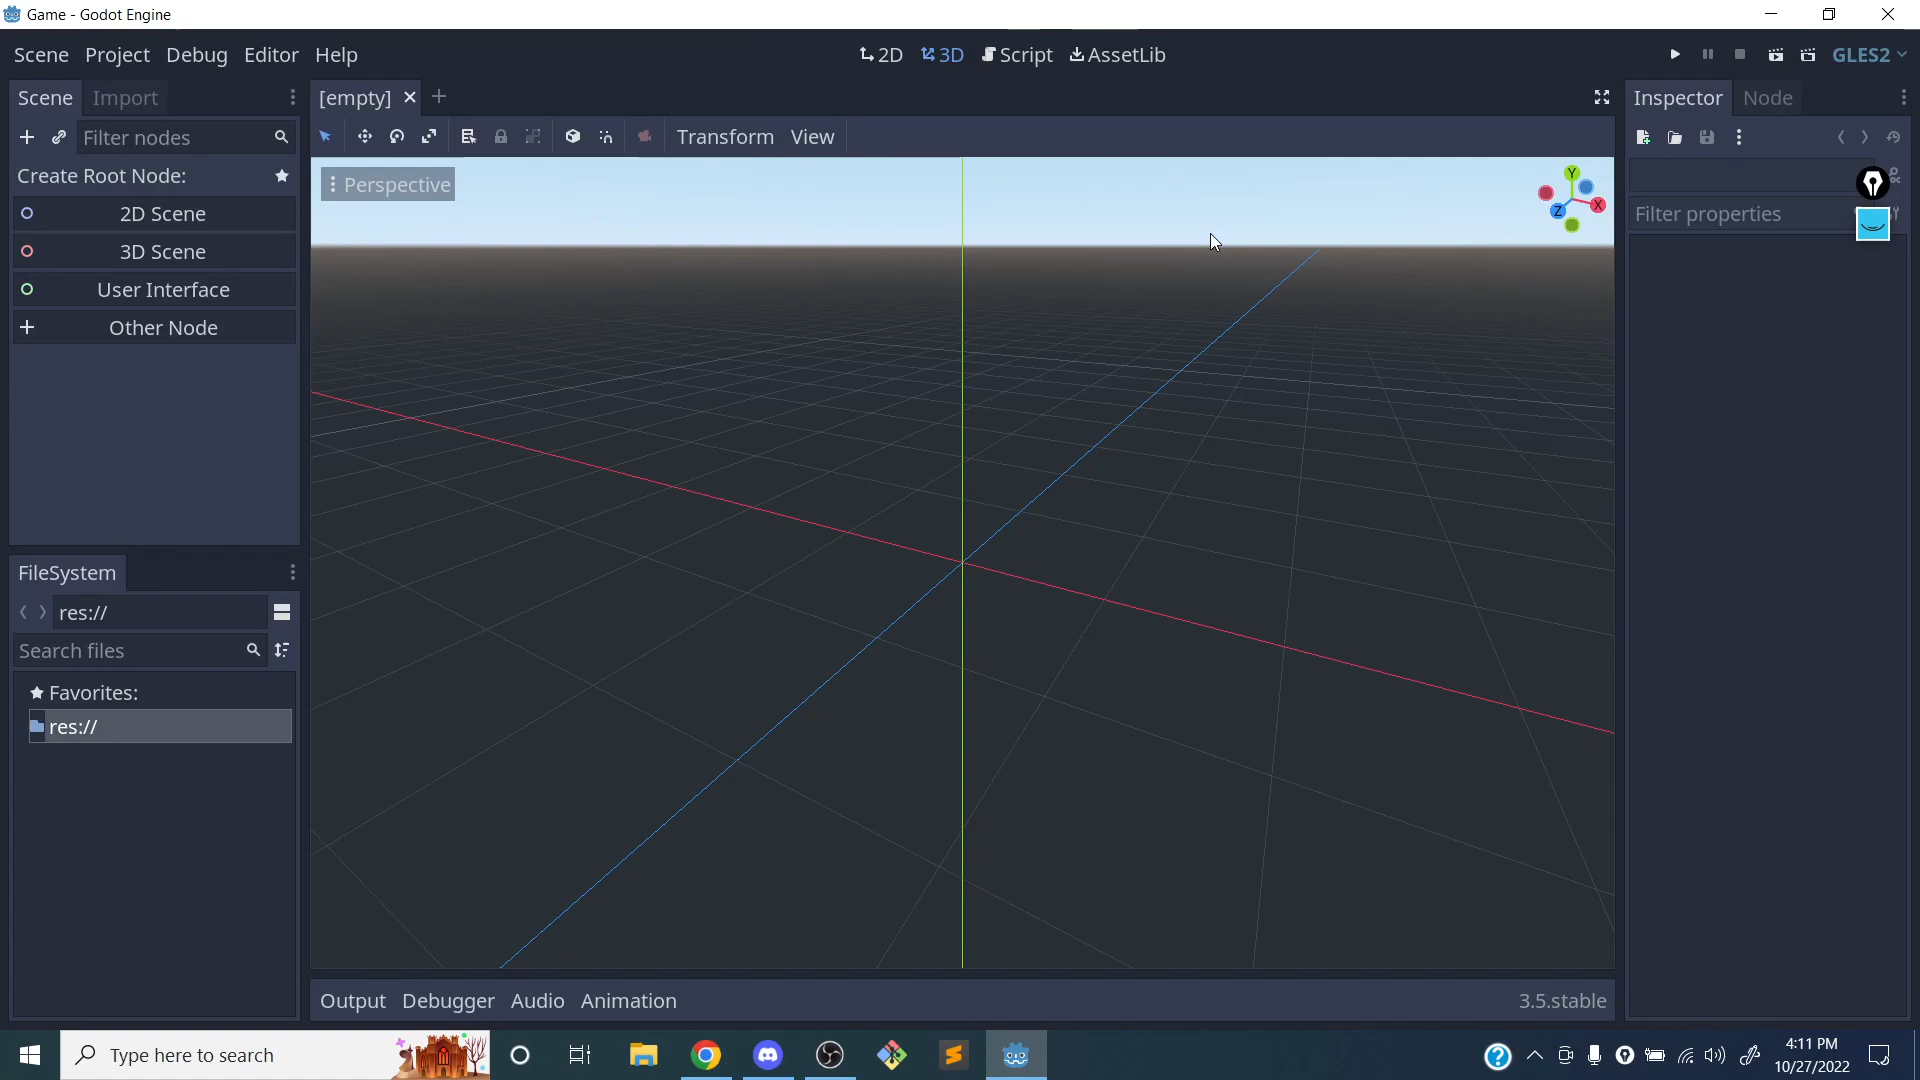 Game - Godot Engine
Scene Project Debug Editor Help
2D 3D Script AssetLib
GLES2
Scene Import
[empty]
Inspector Node
Filter nodes
Transform View
Create Root Node:
Perspective
Y
X
Z
2D Scene
Filter properties
3D Scene
User Interface
Other Node
FileSystem
res://
Search files
Favorites:
res://
Output Debugger Audio Animation
3.5.stable
Type here to search
4:11 PM
10/27/2022